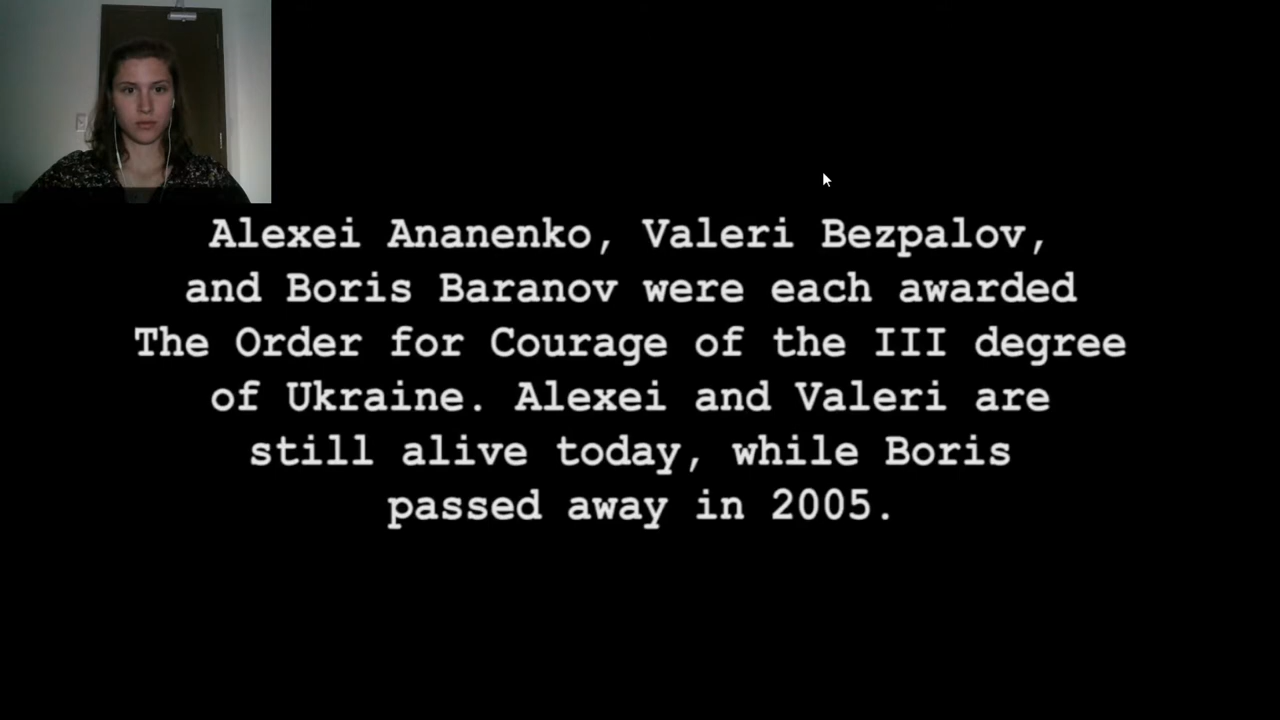 Alexei Ananenko, Valeri Bezpalov,
and Boris Baranov were each awarded
The Order for Courage of the III degree
of Ukraine. Alexei and Valeri are
still alive today, while Boris
passed away in 2005.